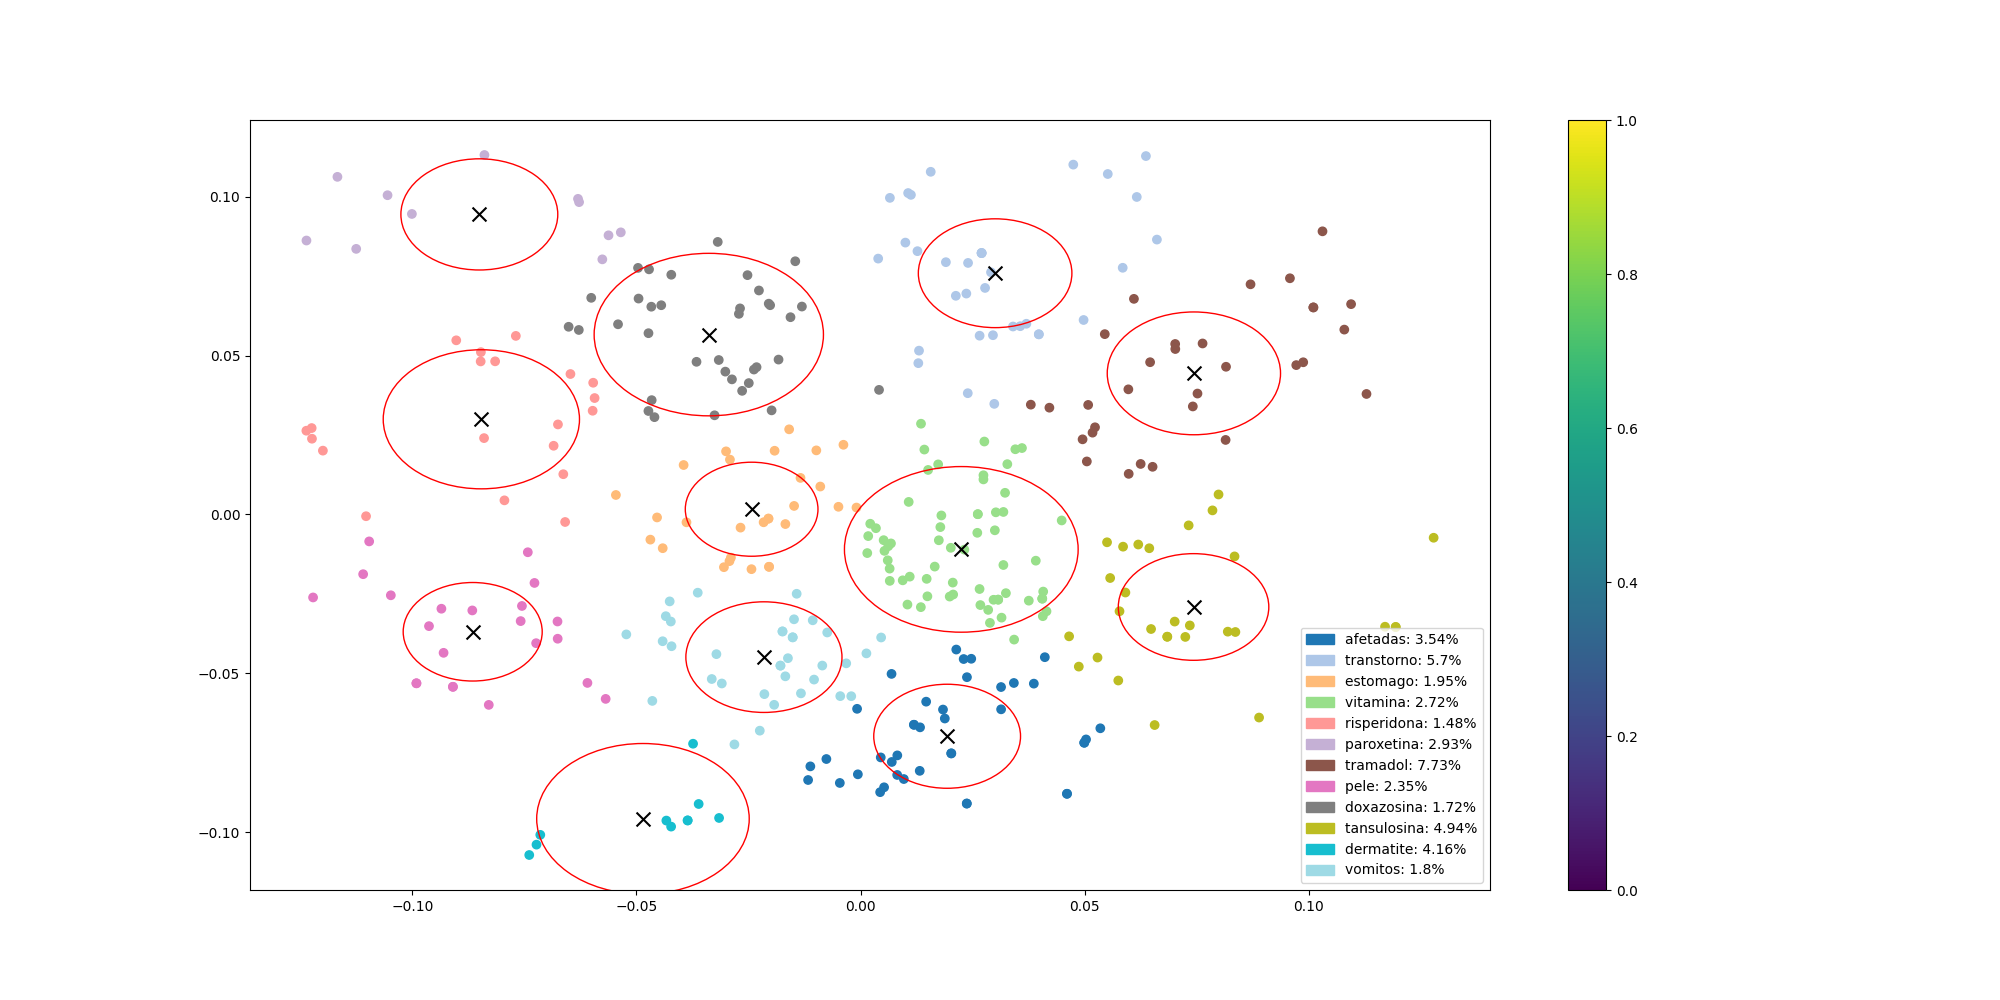 0.10
0.05
0.00
−0.05
−0.10
−0.10
−0.05
0.00
0.05
0.10
afetadas: 3.54%
transtorno: 5.7%
estomago: 1.95%
vitamina: 2.72%
risperidona: 1.48%
paroxetina: 2.93%
tramadol: 7.73%
pele: 2.35%
doxazosina: 1.72%
tansulosina: 4.94%
dermatite: 4.16%
vomitos: 1.8%
1.0
0.8
0.6
0.4
0.2
0.0